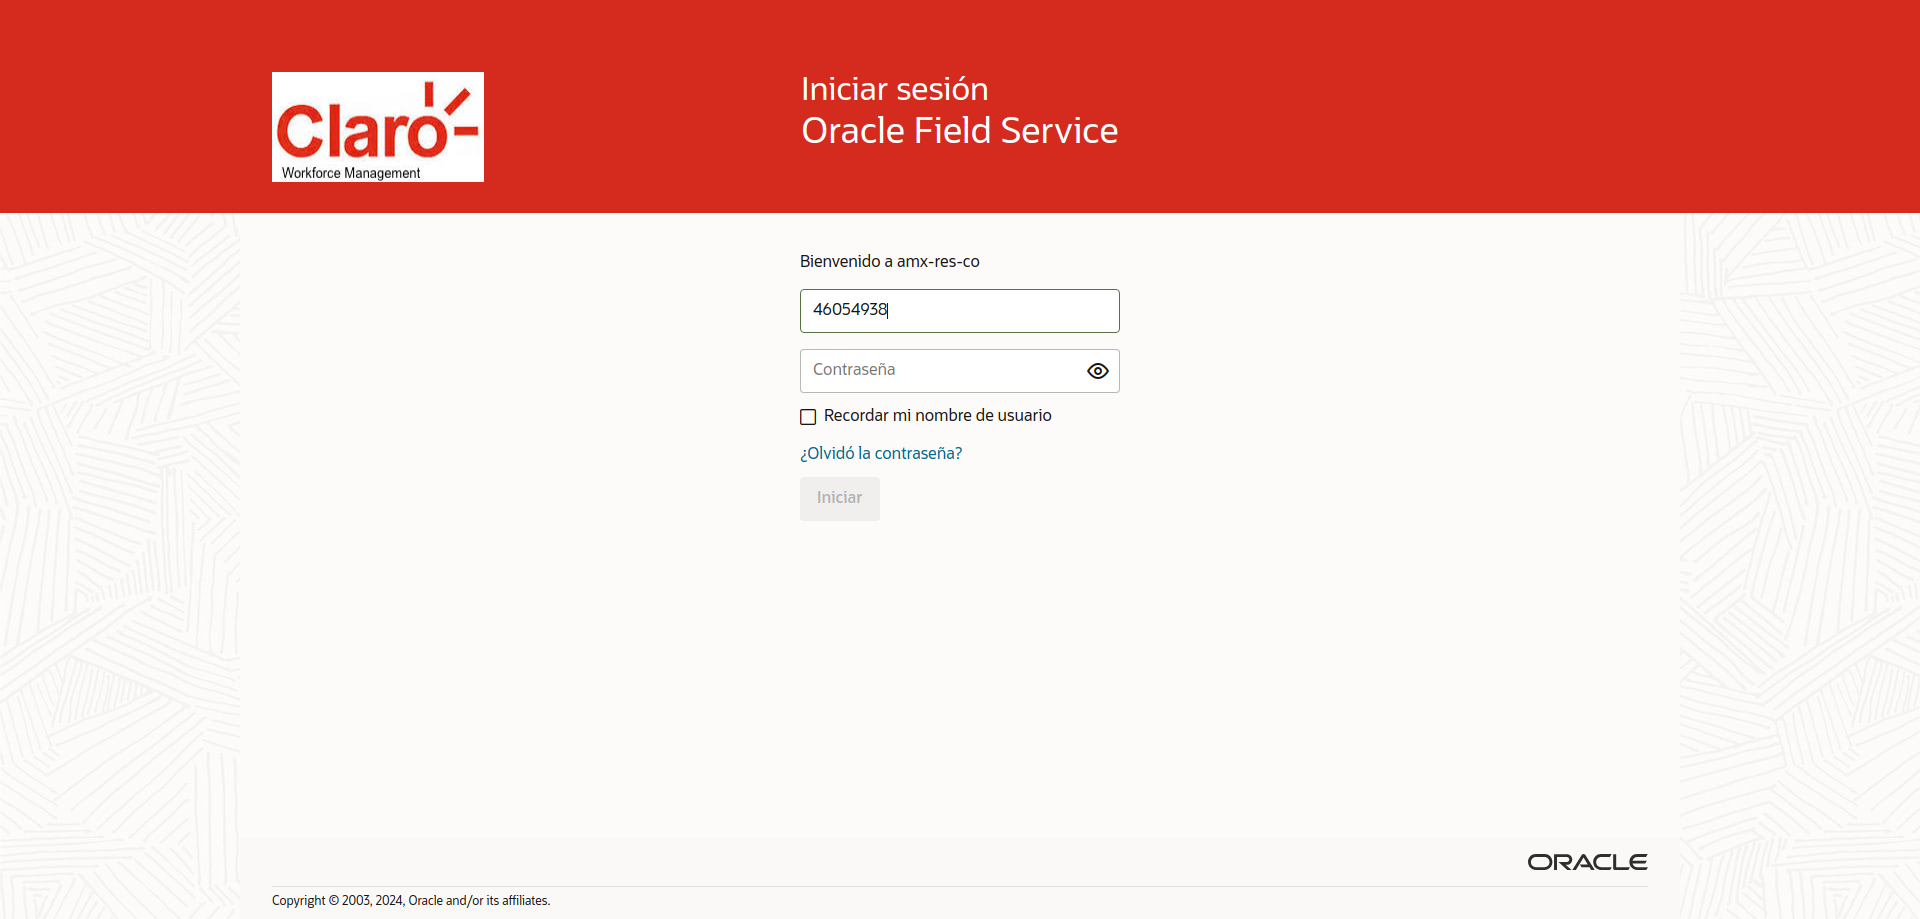 Claro
Workforce Management
Iniciar sesión
Oracle Field Service
Bienvenido a amx-res-co
46054938
Contraseña
Recordar mi nombre de usuario
¿Olvidó la contraseña?
Iniciar
ORACLE
Copyright © 2003, 2024, Oracle and/or its affiliates.